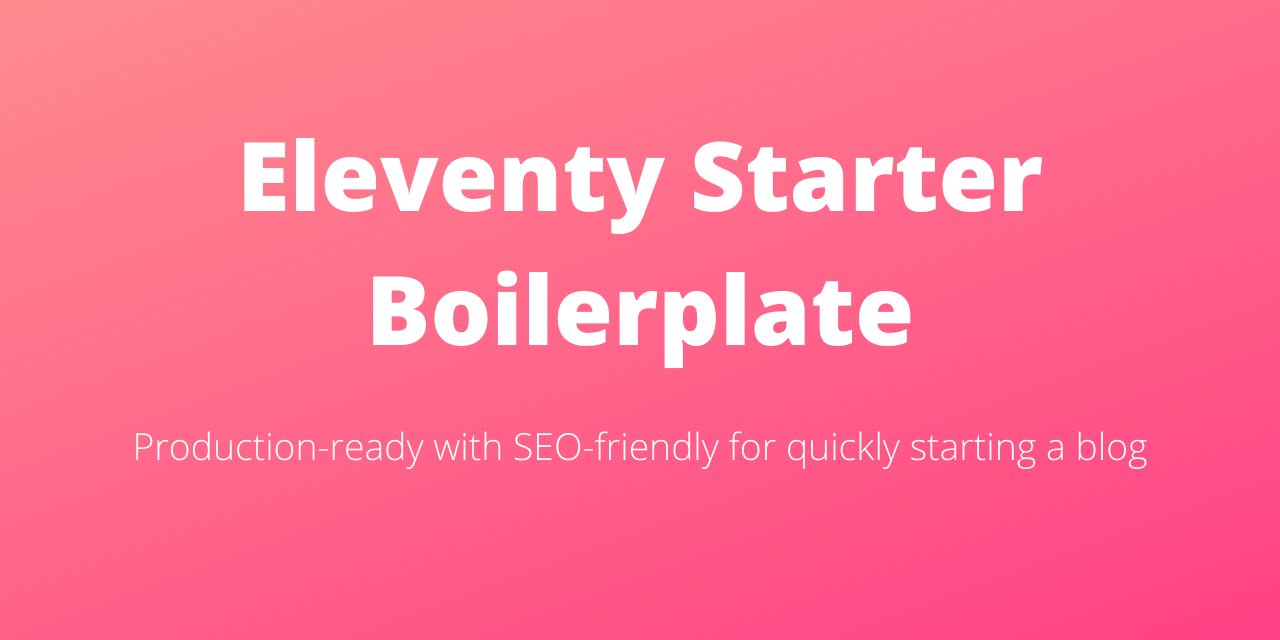 Eleventy Starter
Boilerplate
Production-ready with SEO-friendly for quickly starting a blog